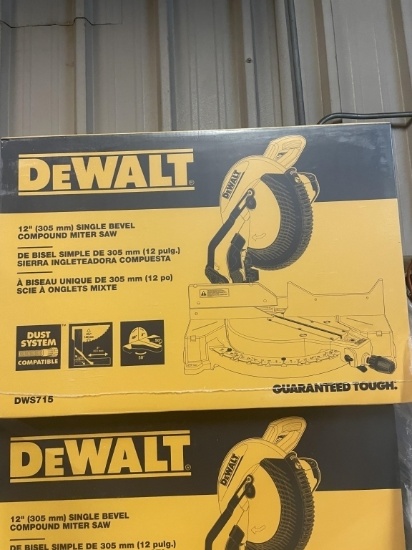 DEWALT
12" (305 mm) SINGLE BEVEL
COMPOUND MITER SAW
DE BISEL SIMPLE DE 305 mm (12 pulg.)
SIERRA INGLETEADORA COMPUESTA
À BISEAU UNIQUE DE 305 mm (12 po)
SCIE À ONGLETS MIXTE
DEWALT
DUST
SYSTEM
COMPATIBLE
DWS715
GUARANTEED TOUGH.
DEWALT
12" (305 mm) SINGLE BEVEL
COMPOUND MITER SAW
DE BISEL SIMPLE DE 305 mm (12 pulg.)
DEWALT